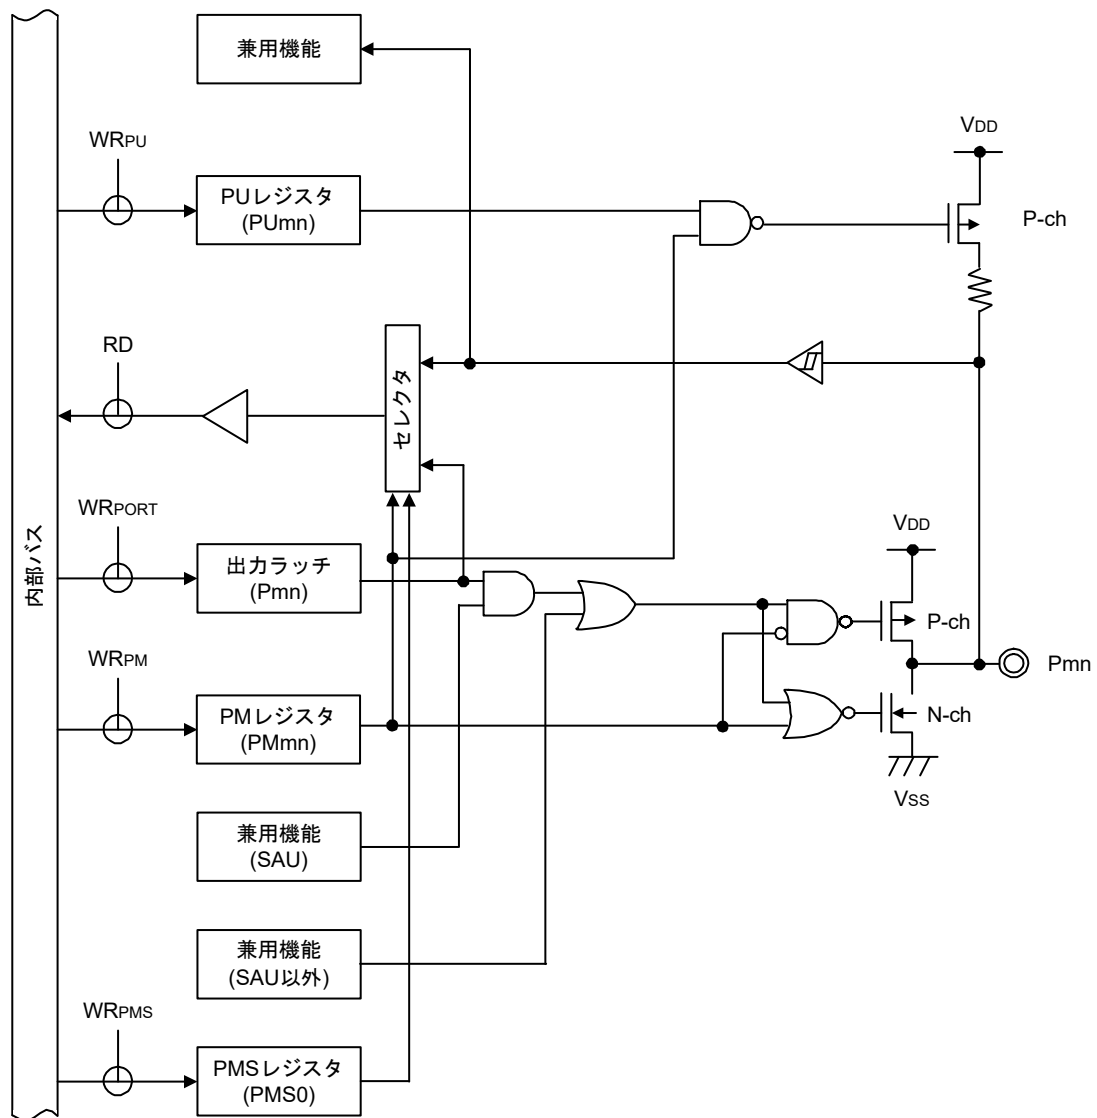 兼用機能
VDD
WRPU
PUレジスタ
(PUmn)
P-ch
RD
セレクタ
WRPORT
VDD
内部バス
出力ラッチ
(Pmn)
P-ch
WRPM
Pmn
PMレジスタ
(PMmn)
N-ch
VSS
兼用機能
(SAU)
兼用機能
(SAU以外)
WRPMS
PMSレジスタ
(PMS0)